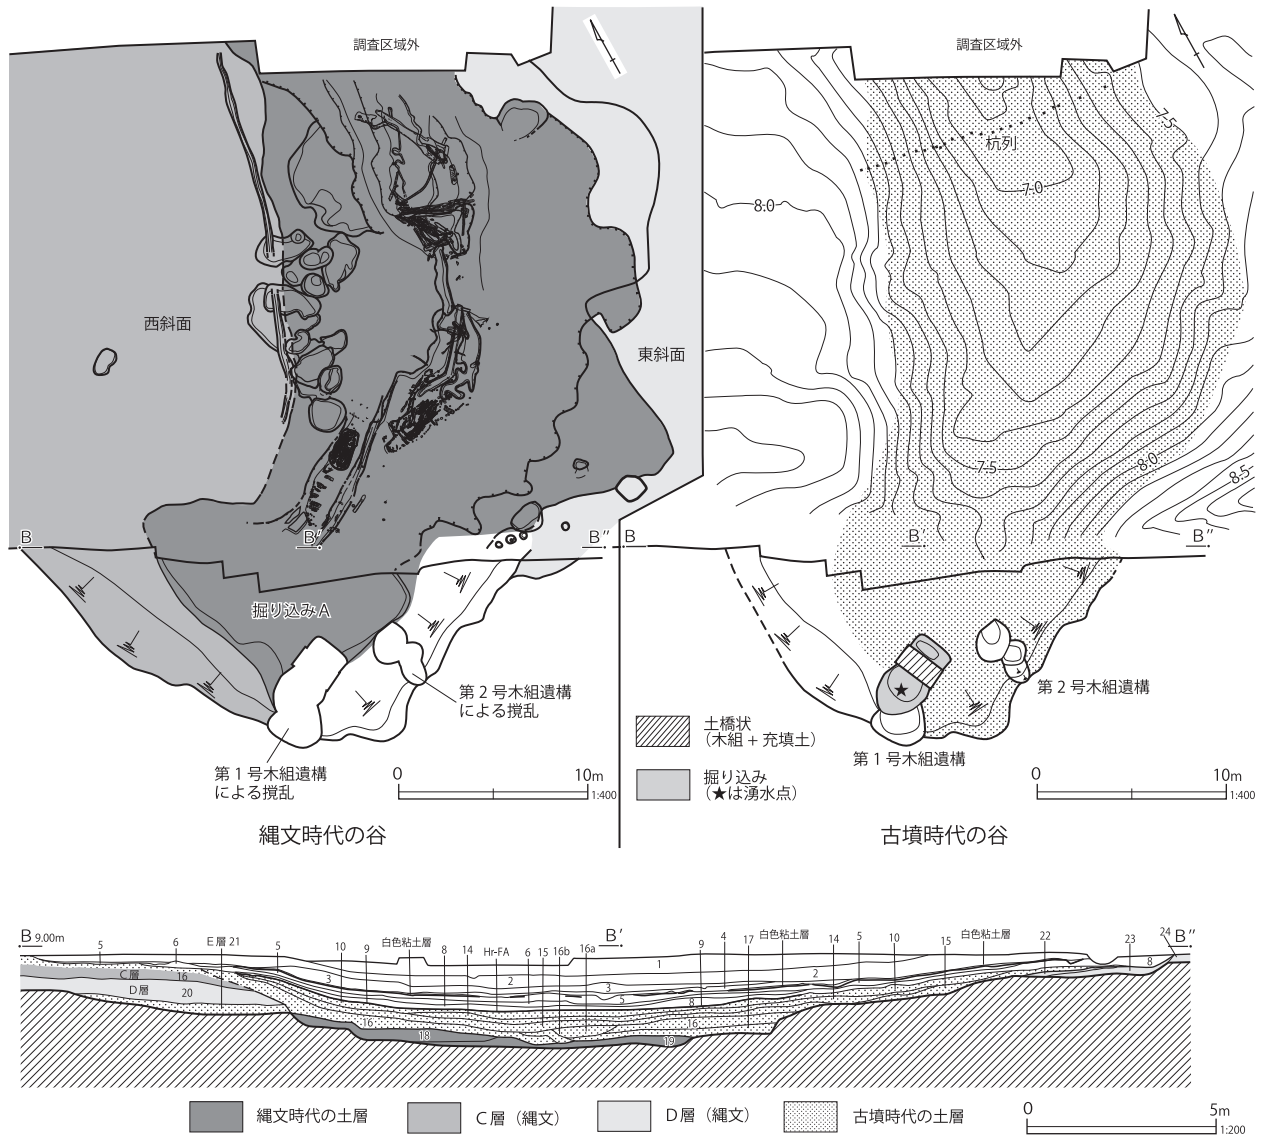 調査区域外
西斜面
東斜面
B
B′
B″
掘り込みA
第2号木組遺構
による撹乱
第1号木組遺構
による撹乱
0
10m
1:400
縄文時代の谷
調査区域外
7.5
杭列
7.0
8.0
7.5
8.0
8.5
B
B′
B″
第2号木組遺構
第1号木組遺構
★
土橋状
(木組+充填土)
掘り込み
(★は湧水点)
0
10m
1:400
古墳時代の谷
B 9.00m
B′
B″
5
6
E層 21
5
10
9
白色粘土層
8
14
Hr-FA
6
15
16b
16a
9
4
17
白色粘土層
14
5
10
15
白色粘土層
22
23
24
1
2
2
3
3
5
8
8
C層
16
D層
20
16
16
18
19
縄文時代の土層
C層(縄文)
D層(縄文)
古墳時代の土層
0
5m
1:200